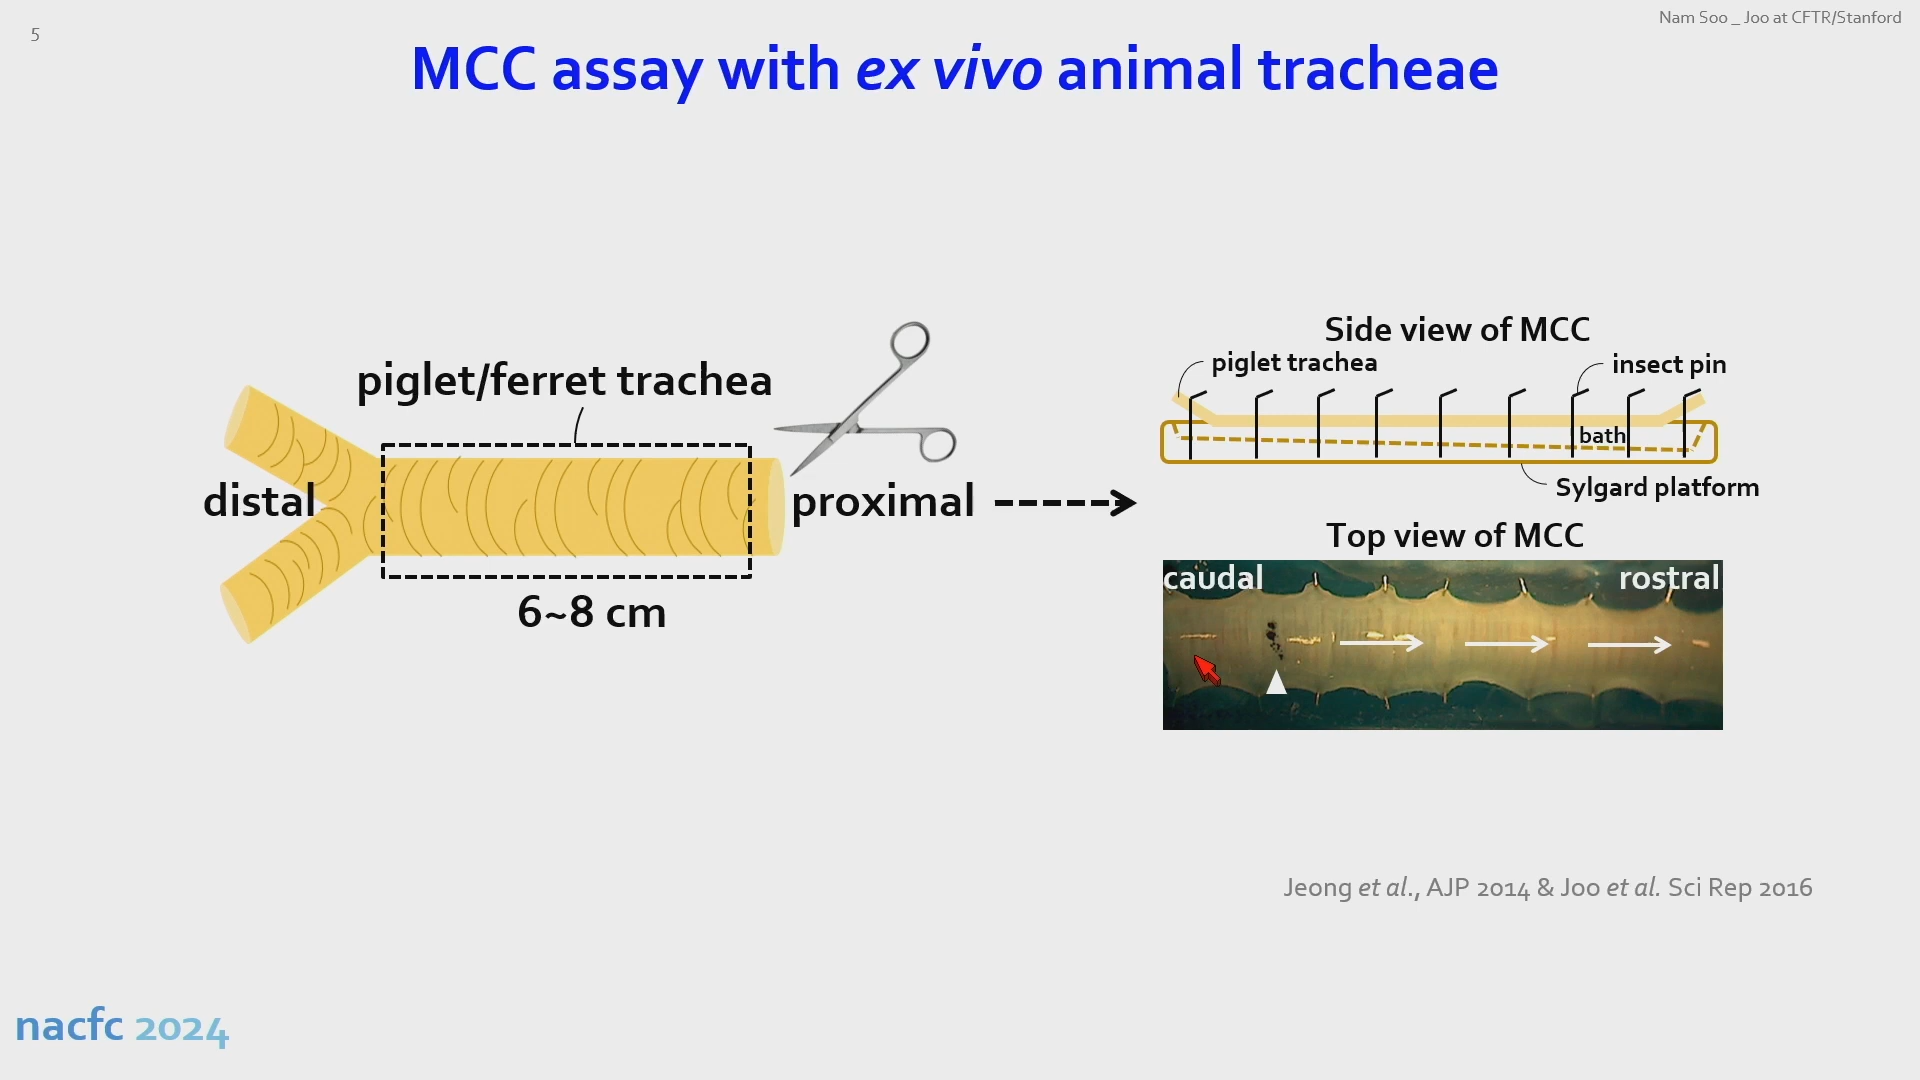 Nam Soo _ Joo at CFTR/Stanford
5
MCC assay with ex vivo animal tracheae
piglet/ferret trachea
distal
proximal
6~8 cm
Side view of MCC
piglet trachea
insect pin
bath
Sylgard platform
Top view of MCC
caudal
rostral
Jeong et al., AJP 2014 & Joo et al. Sci Rep 2016
nacfc 2024